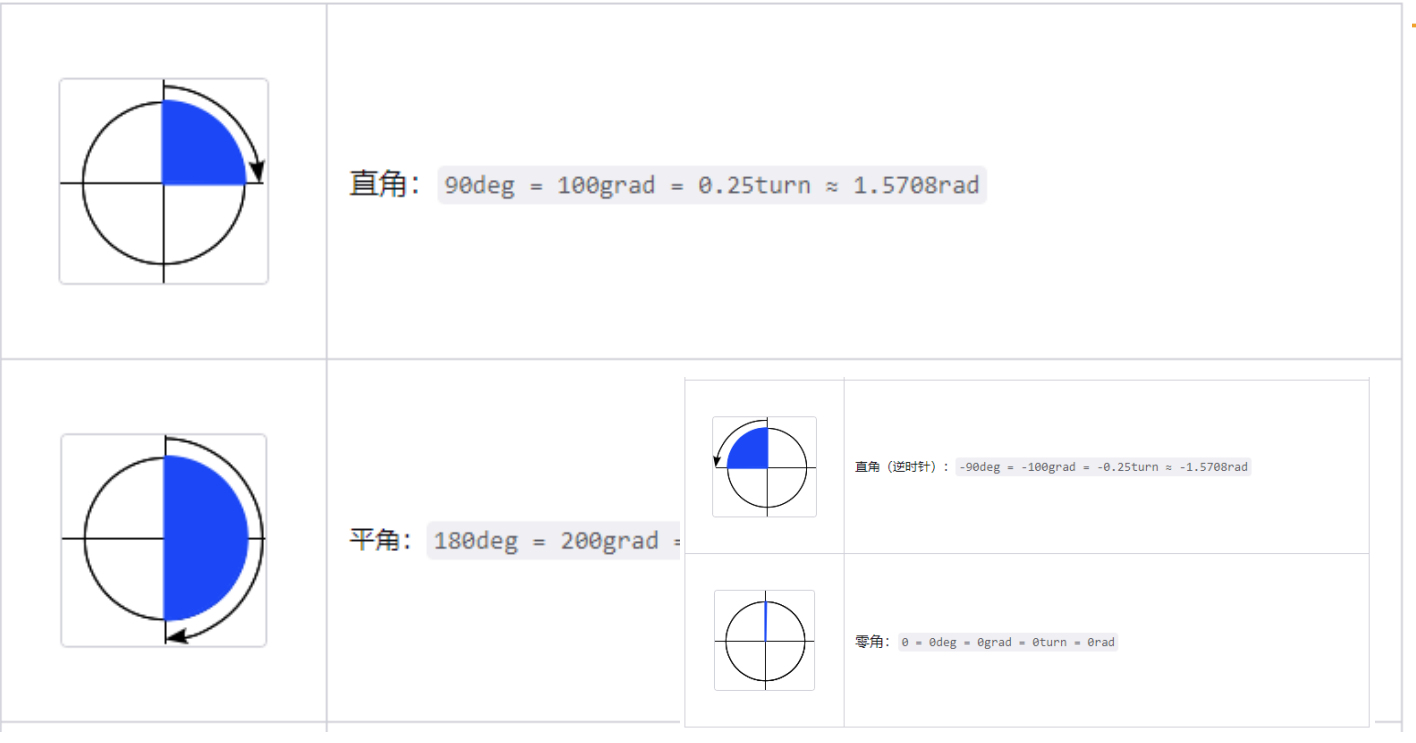 直角： 90deg = 100grad = 0.25turn ≈ 1.5708rad
平角： 180deg = 200grad =
直角（逆时针）： -90deg = -100grad = -0.25turn ≈ -1.5708rad
零角： 0 = 0deg = 0grad = 0turn = 0rad